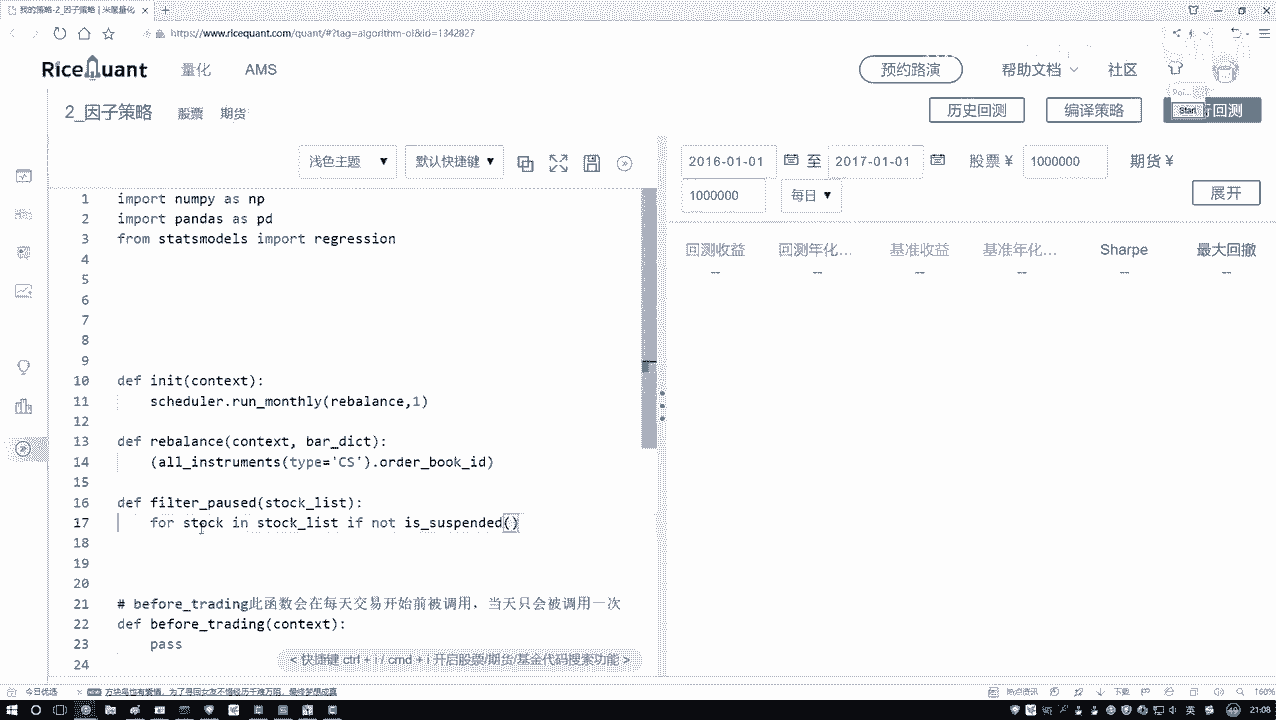 我的策略-2_因子策略 | 米筐量化
https://www.ricequant.com/quant/#?tag=algorithm-ol&id=1342827
RiceQuant 量化 AMS 预约路演 帮助文档 社区
2_因子策略 股票 期货 历史回测 编译策略 回测
Start
浅色主题 默认快捷键
2016-01-01 至 2017-01-01 股票 ¥ 1000000 期货 ¥
1000000 每日 展开
回测收益 回测年化... 基准收益 基准年化... Sharpe 最大回撤
-- -- -- -- -- --
1 import numpy as np
2 import pandas as pd
3 from statsmodels import regression
4
5
6
7
8
9
10 def init(context):
11 scheduler.run_monthly(rebalance,1)
12
13 def rebalance(context, bar_dict):
14 (all_instruments(type='CS').order_book_id)
15
16 def filter_paused(stock_list):
17 for stock in stock_list if not is_suspended()
18
19
20
21 # before_trading此函数会在每天交易开始前被调用，当天只会被调用一次
22 def before_trading(context):
23 pass
24
< 快捷键 ctrl + i / cmd + i 开启股票/期货/基金代码搜索功能 >
今日优选
热点资讯 下载 160%
英 21:08